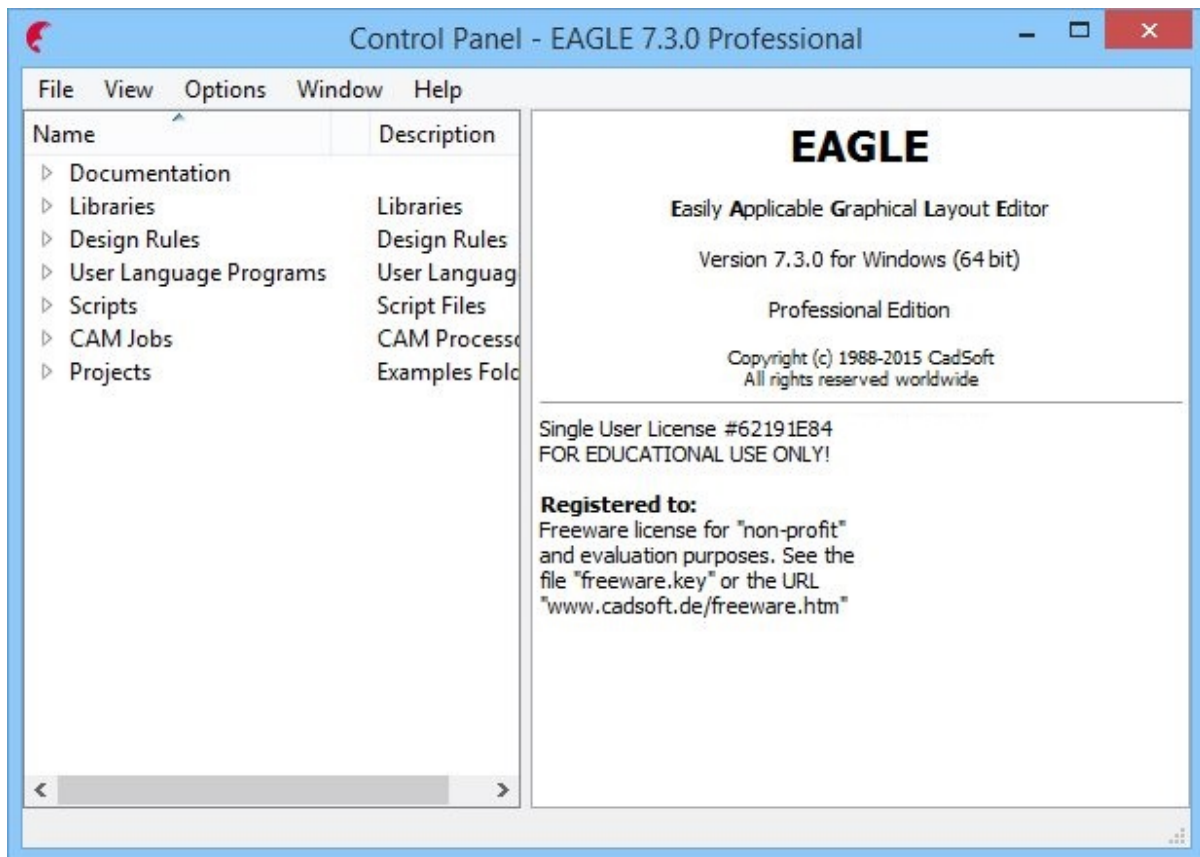 Control Panel - EAGLE 7.3.0 Professional
File View Options Window Help
Name Description
Documentation
Libraries Libraries
Design Rules Design Rules
User Language Programs User Languag
Scripts Script Files
CAM Jobs CAM Processo
Projects Examples Fold
EAGLE
Easily Applicable Graphical Layout Editor
Version 7.3.0 for Windows (64 bit)
Professional Edition
Copyright (c) 1988-2015 CadSoft
All rights reserved worldwide
Single User License #62191E84
FOR EDUCATIONAL USE ONLY!
Registered to:
Freeware license for "non-profit"
and evaluation purposes. See the
file "freeware.key" or the URL
"www.cadsoft.de/freeware.htm"